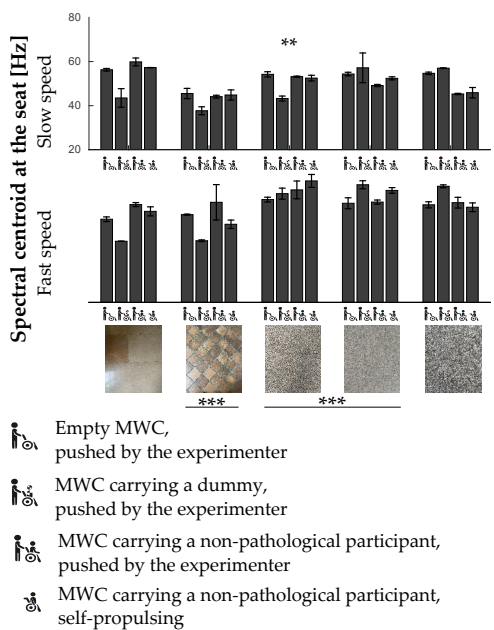 Spectral centroid at the seat [Hz]
Slow speed
80
60
40
20
**
Fast speed
***
***
Empty MWC,
pushed by the experimenter
MWC carrying a dummy,
pushed by the experimenter
MWC carrying a non-pathological participant,
pushed by the experimenter
MWC carrying a non-pathological participant,
self-propulsing